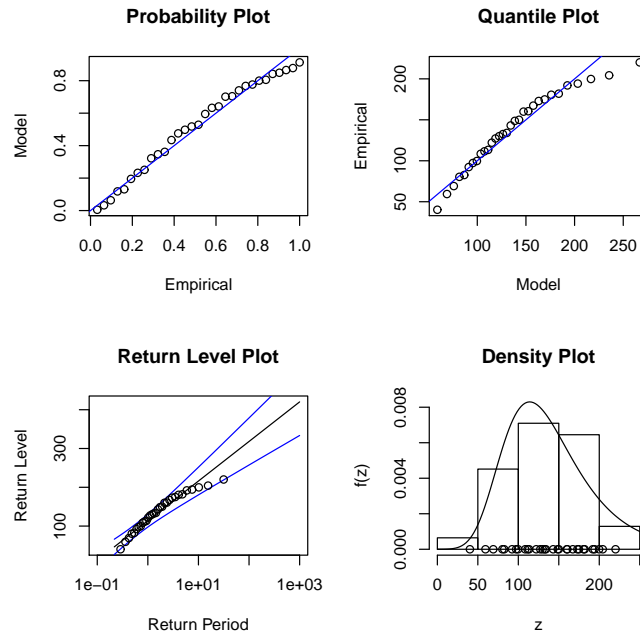 Probability Plot
Model
0.0 0.4 0.8
0.0 0.2 0.4 0.6 0.8 1.0
Empirical
Quantile Plot
Empirical
50 100 200
100 150 200 250
Model
Return Level Plot
Return Level
100 300
1e−01 1e+01 1e+03
Return Period
Density Plot
f(z)
0.000 0.004 0.008
0 50 100 200
z